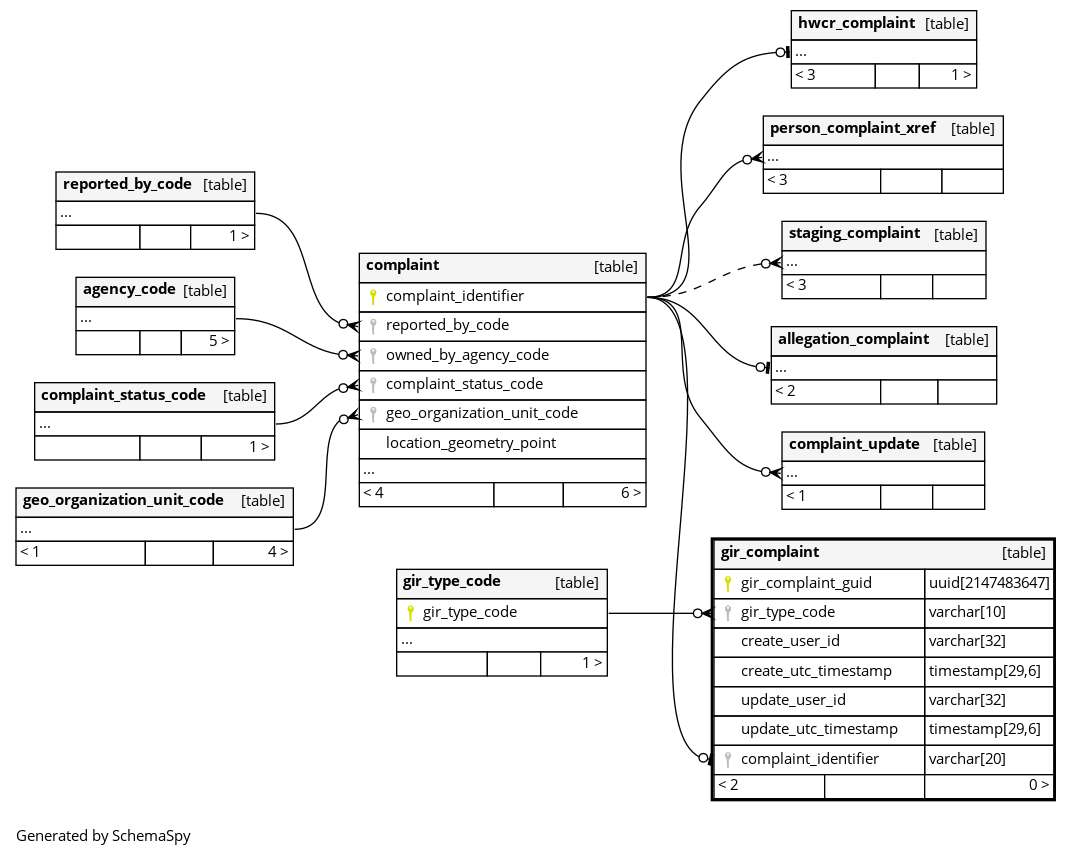 hwcr_complaint [table]
...
< 3 1 >
person_complaint_xref [table]
...
< 3
reported_by_code [table]
...
1 >
staging_complaint [table]
...
< 3
complaint [table]
complaint_identifier
reported_by_code
owned_by_agency_code
complaint_status_code
geo_organization_unit_code
location_geometry_point
...
< 4 6 >
agency_code [table]
...
5 >
allegation_complaint [table]
...
< 2
complaint_status_code [table]
...
1 >
complaint_update [table]
...
< 1
geo_organization_unit_code [table]
...
< 1 4 >
gir_type_code [table]
gir_type_code
...
1 >
gir_complaint [table]
gir_complaint_guid uuid[2147483647]
gir_type_code varchar[10]
create_user_id varchar[32]
create_utc_timestamp timestamp[29,6]
update_user_id varchar[32]
update_utc_timestamp timestamp[29,6]
complaint_identifier varchar[20]
< 2 0 >
Generated by SchemaSpy